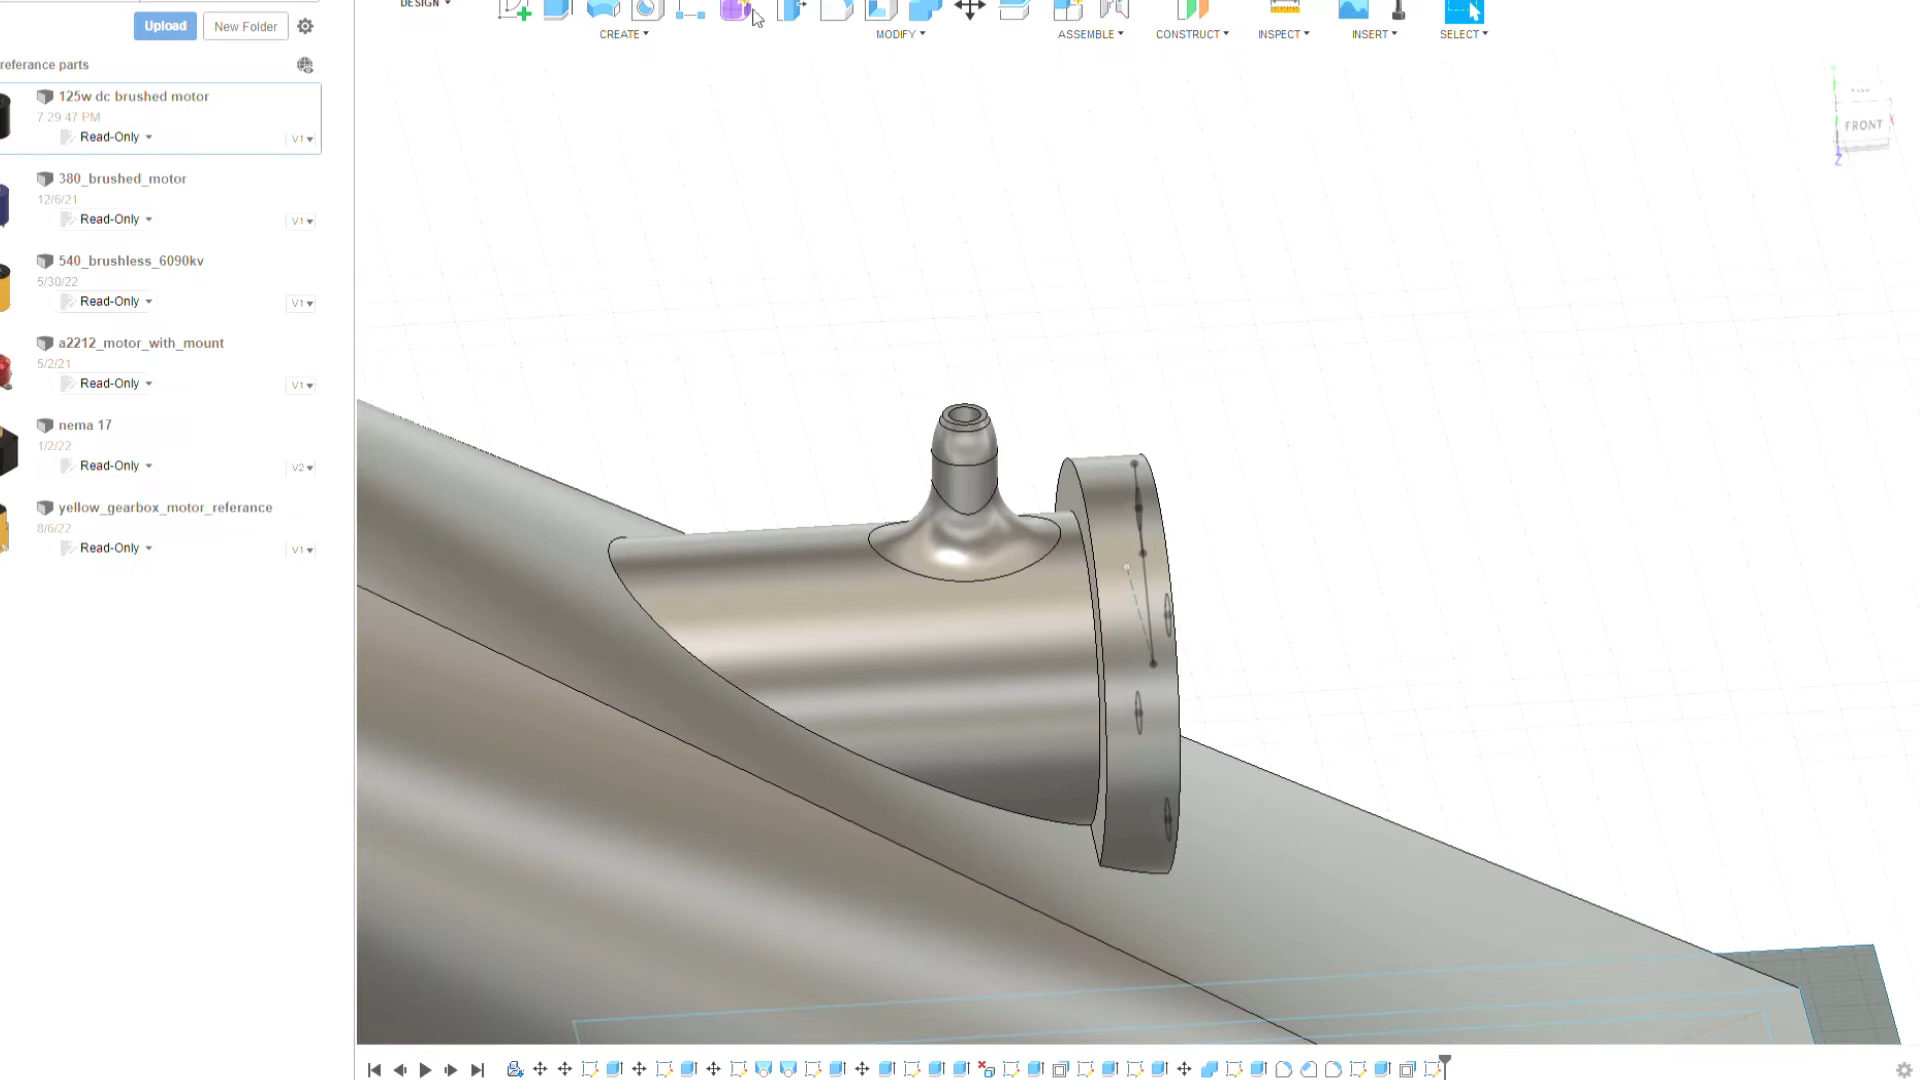 DESIGN
Upload
New Folder
CREATE
MODIFY
ASSEMBLE
CONSTRUCT
INSPECT
INSERT
SELECT
referance parts
125w dc brushed motor
7 29 47 PM
Read-Only
V1
380_brushed_motor
12/6/21
Read-Only
V1
540_brushless_6090kv
5/30/22
Read-Only
V1
a2212_motor_with_mount
5/2/21
Read-Only
V1
nema 17
1/2/22
Read-Only
V2
yellow_gearbox_motor_referance
8/6/22
Read-Only
V1
FRONT
Z